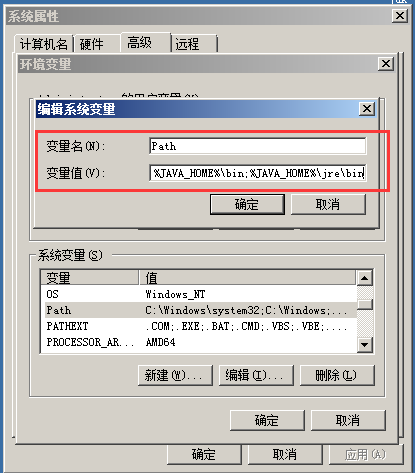 系统属性
计算机名 硬件 高级 远程
环境变量
编辑系统变量
变量名(N): Path
变量值(V): %JAVA_HOME%\bin;%JAVA_HOME%\jre\bin
确定 取消
系统变量(S)
变量 值
OS Windows_NT
Path C:\Windows\system32;C:\Windows;...
PATHEXT .COM;.EXE;.BAT;.CMD;.VBS;.VBE;....
PROCESSOR_AR... AMD64
新建(W)... 编辑(I)... 删除(L)
确定 取消
确定 取消 应用(A)